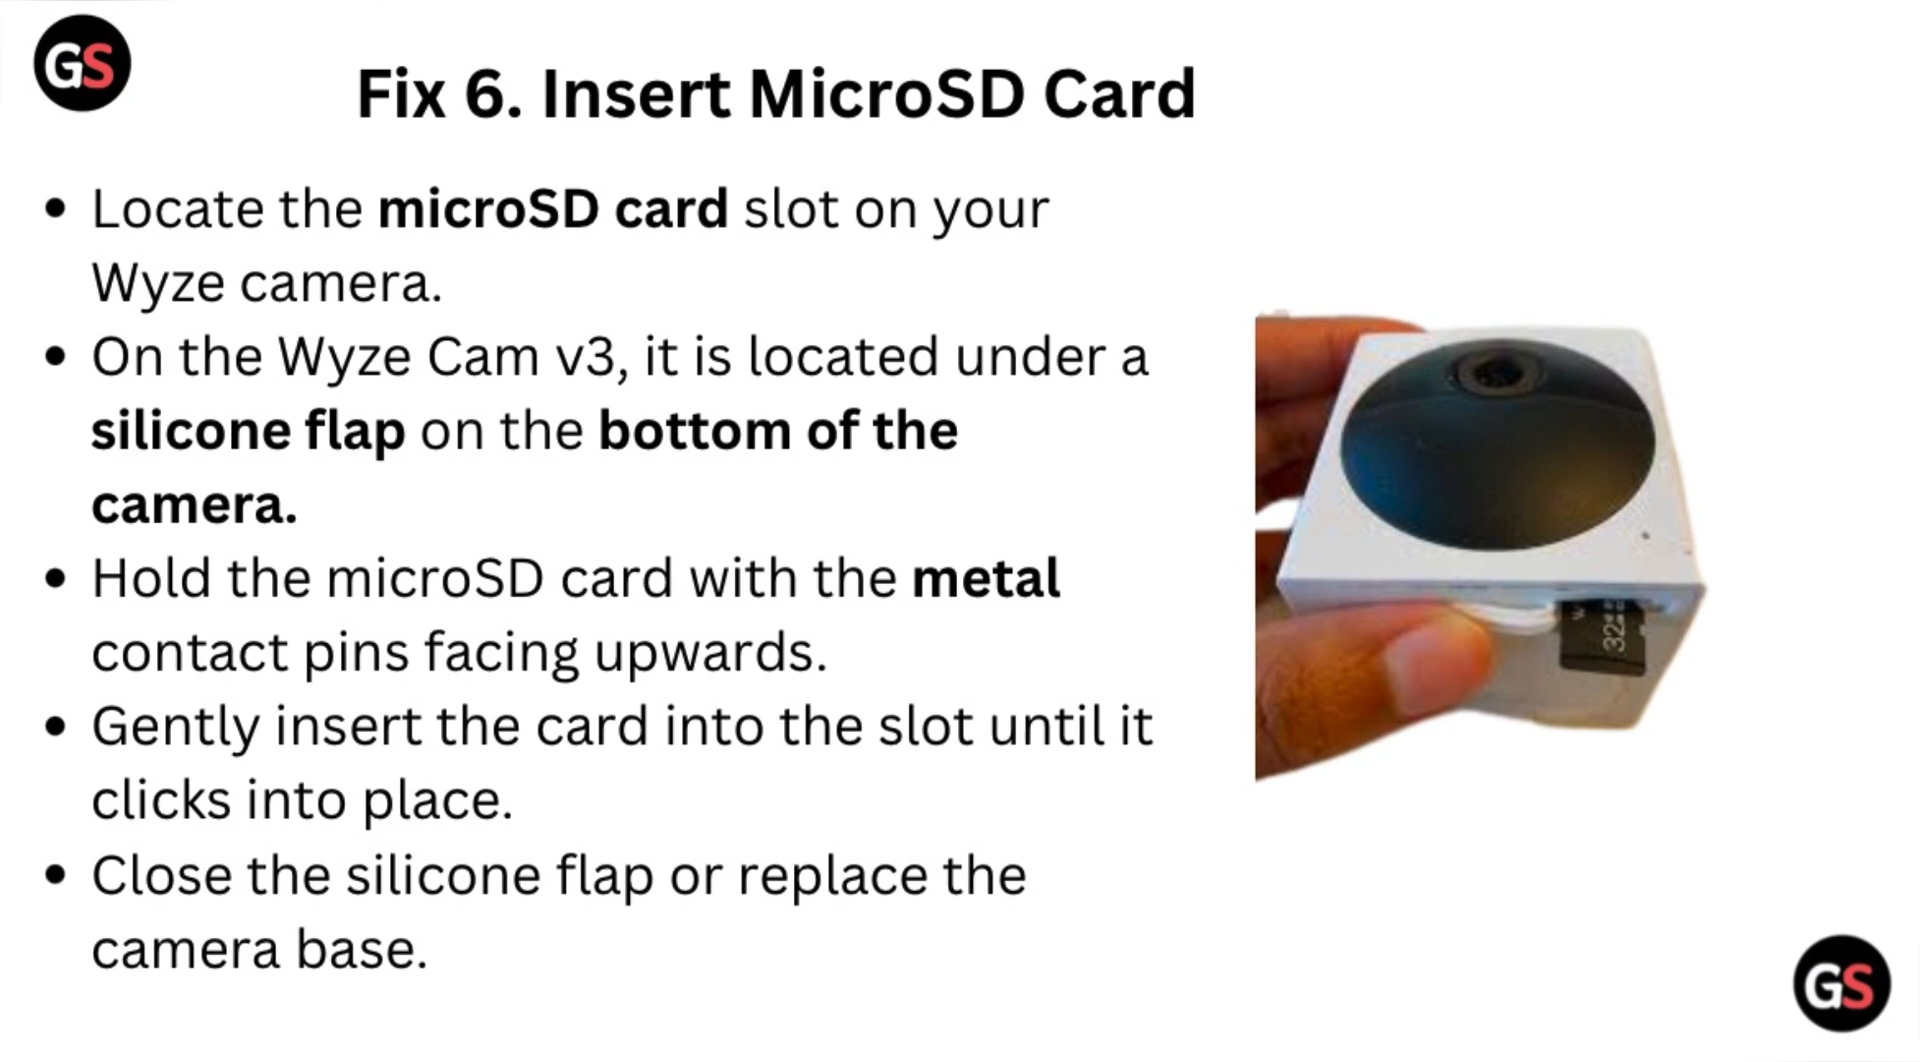 GS
Fix 6. Insert MicroSD Card
• Locate the microSD card slot on your
Wyze camera.
• On the Wyze Cam v3, it is located under a
silicone flap on the bottom of the
camera.
• Hold the microSD card with the metal
contact pins facing upwards.
• Gently insert the card into the slot until it
clicks into place.
• Close the silicone flap or replace the
camera base.
32
GS